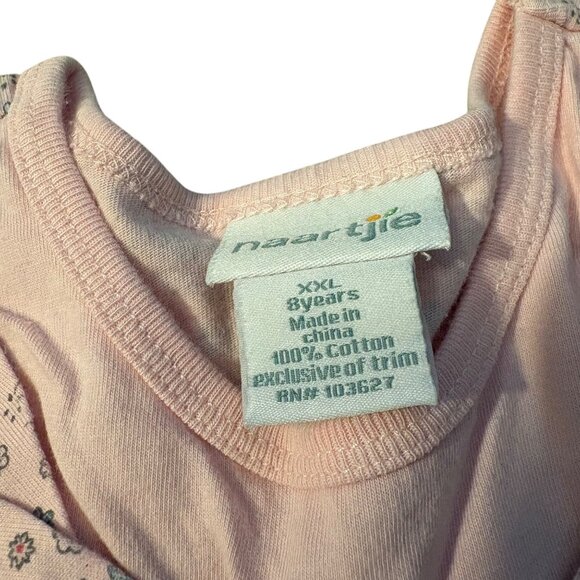 naartjie
XXL
8years
Made in
china
100% Cotton
exclusive of trim
RN# 103627